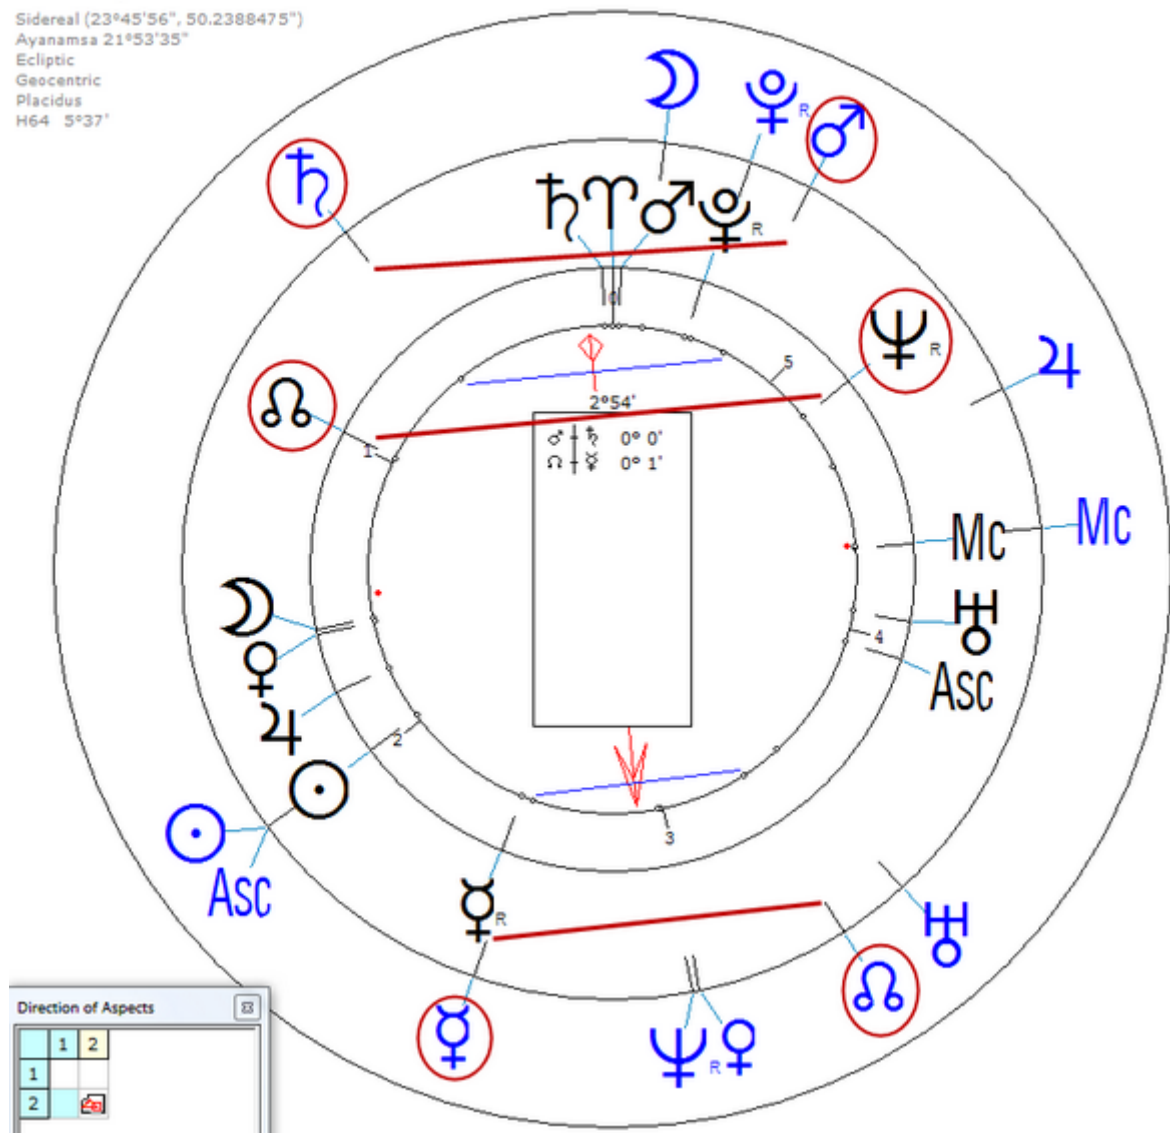 Sidereal (23°45'56", 50.2388475")
Ayanamsa 21°53'35"
Ecliptic
Geocentric
Placidus
H64 5°37'
☽ ♇ R ♂
♄
♄ ♈ ♂ ♇ R
0
♆ R
5
♃
☊
2°54'
♂ ♄ 0° 0'
☊ ☿ 0° 1'
1
Mc Mc
☽
♅
♀
4
Asc
♃
2
☉
☉
3
Asc
☿ R
♅
☊
☿
♆ R ♀
Direction of Aspects
1 2
1
2